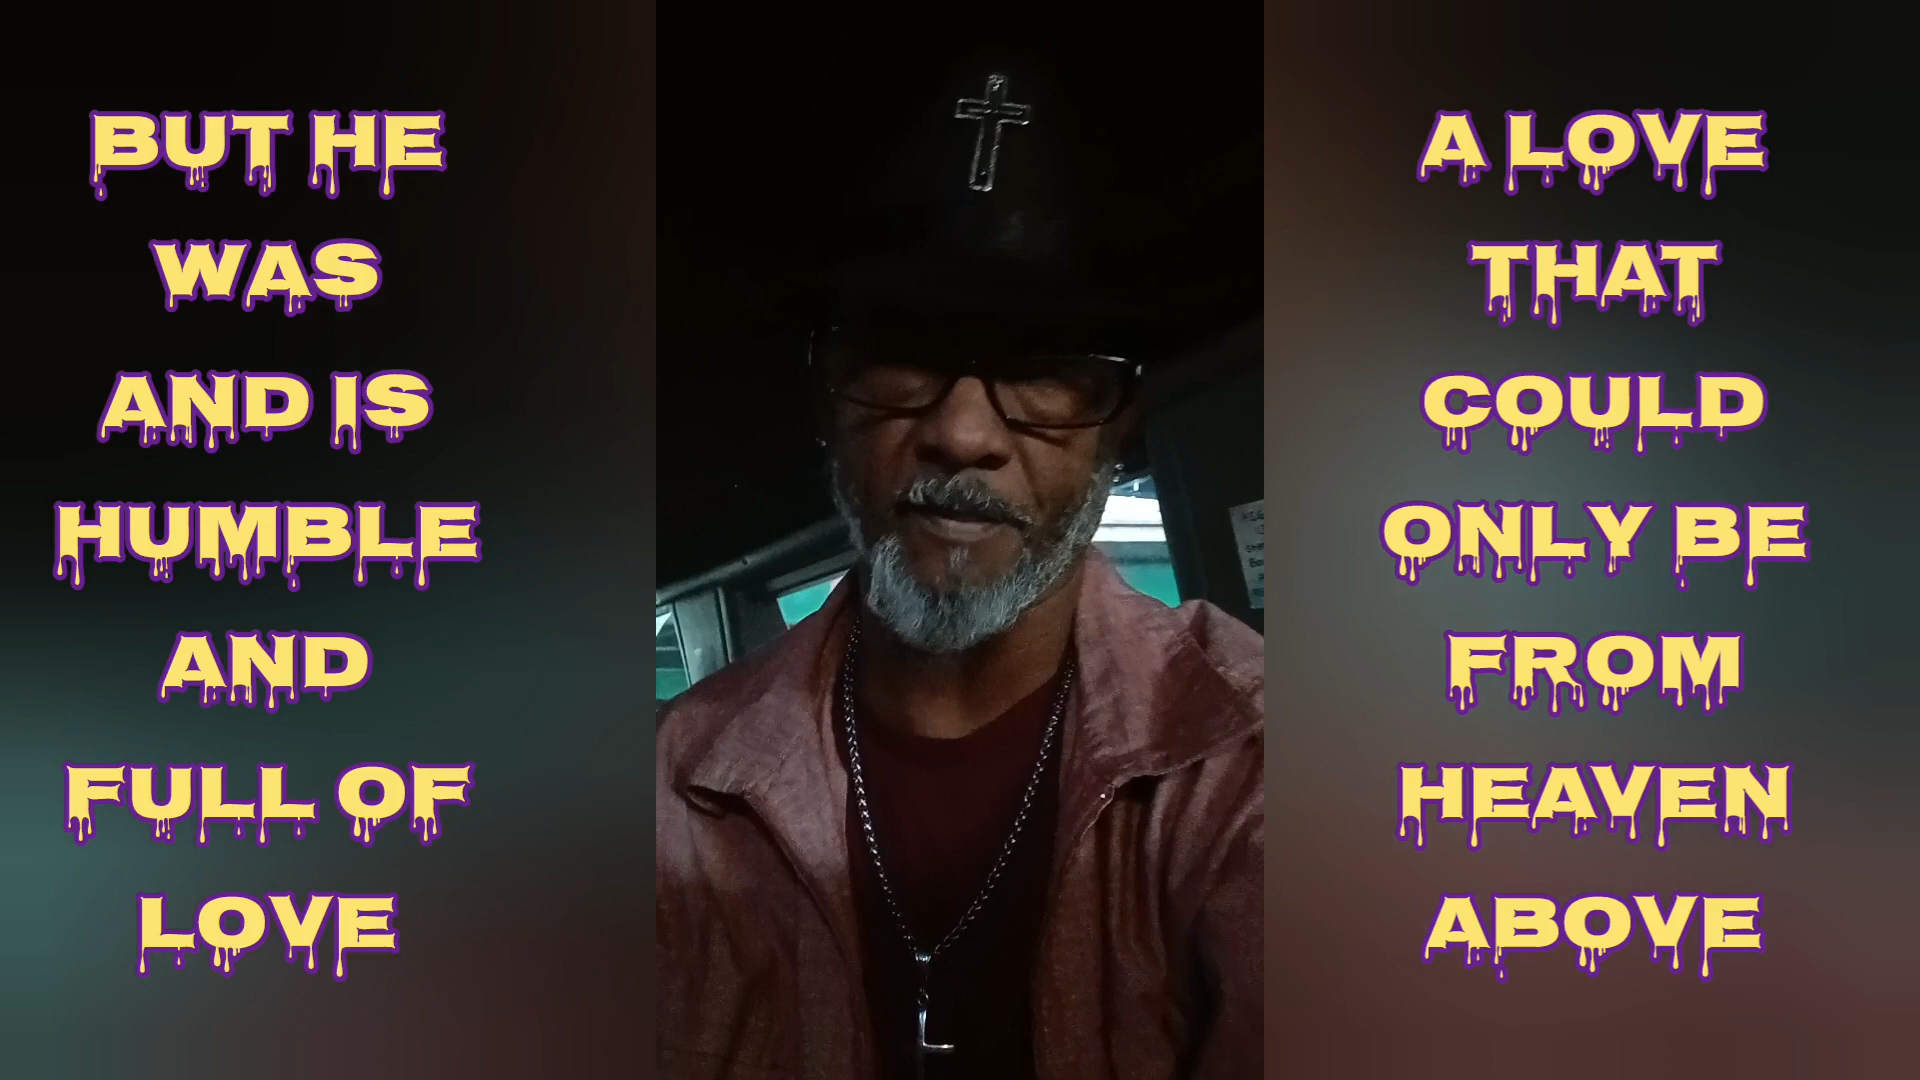 BUT HE
WAS
AND IS
HUMBLE
AND
FULL OF
LOVE
A LOVE
THAT
COULD
ONLY BE
FROM
HEAVEN
ABOVE
L